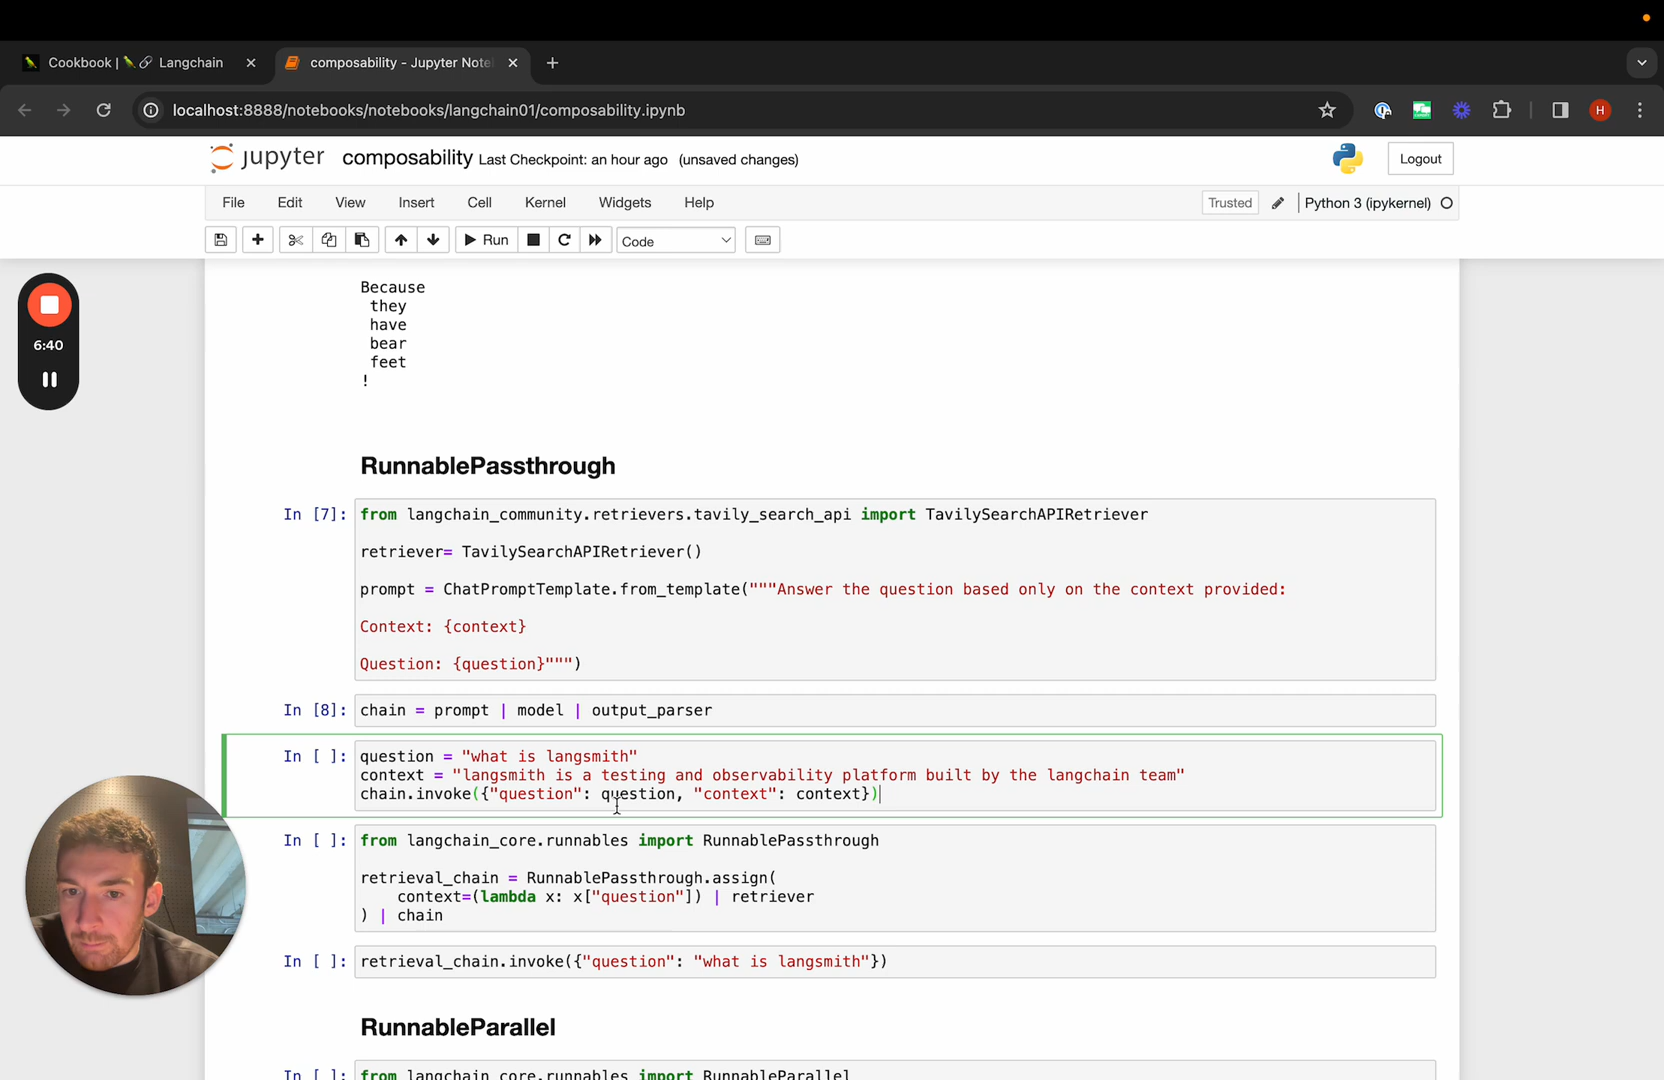 Cookbook | Langchain
composability - Jupyter Note
localhost:8888/notebooks/notebooks/langchain01/composability.ipynb
H
jupyter composability Last Checkpoint: an hour ago (unsaved changes)
Logout
File Edit View Insert Cell Kernel Widgets Help
Trusted
Python 3 (ipykernel)
Run
Code
6:40
Because
they
have
bear
feet
!
RunnablePassthrough
In [7]: from langchain_community.retrievers.tavily_search_api import TavilySearchAPIRetriever
retriever= TavilySearchAPIRetriever()
prompt = ChatPromptTemplate.from_template("""Answer the question based only on the context provided:
Context: {context}
Question: {question}""")
In [8]: chain = prompt | model | output_parser
In [ ]: question = "what is langsmith"
context = "langsmith is a testing and observability platform built by the langchain team"
chain.invoke({"question": question, "context": context})
In [ ]: from langchain_core.runnables import RunnablePassthrough
retrieval_chain = RunnablePassthrough.assign(
context=(lambda x: x["question"]) | retriever
) | chain
In [ ]: retrieval_chain.invoke({"question": "what is langsmith"})
RunnableParallel
In [ ]: from langchain_core.runnables import RunnableParallel